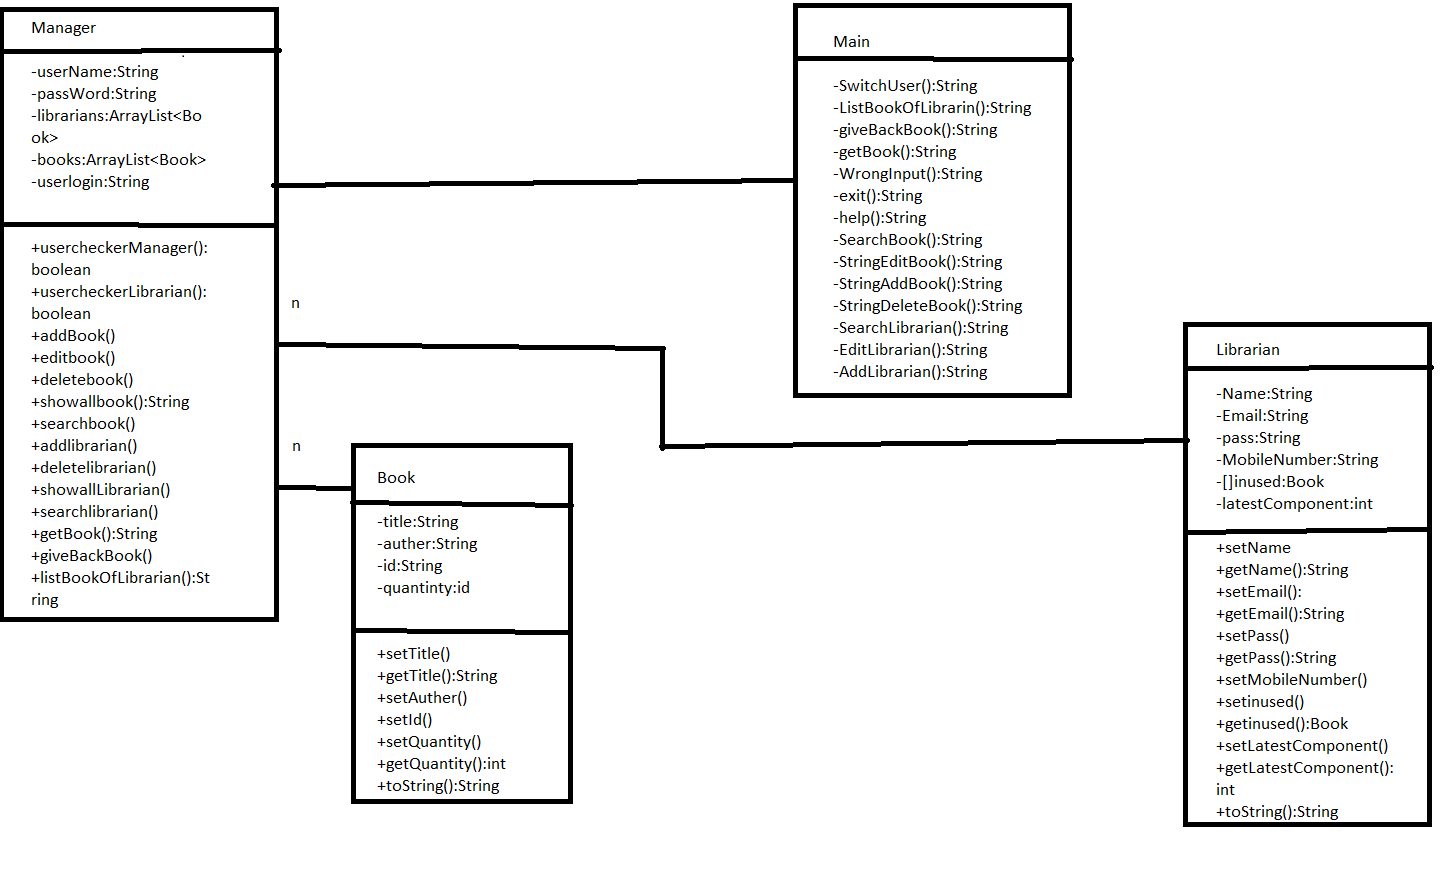 Manager
-userName:String
-passWord:String
-librarians:ArrayList<Bo
ok>
-books:ArrayList<Book>
-userlogin:String
+usercheckerManager():
boolean
+usercheckerLibrarian():
boolean
+addBook()
+editbook()
+deletebook()
+showallbook():String
+searchbook()
+addlibrarian()
+deletelibrarian()
+showallLibrarian()
+searchlibrarian()
+getBook():String
+giveBackBook()
+listBookOfLibrarian():St
ring
n
n
Main
-SwitchUser():String
-ListBookOfLibrarin():String
-giveBackBook():String
-getBook():String
-WrongInput():String
-exit():String
-help():String
-SearchBook():String
-StringEditBook():String
-StringAddBook():String
-StringDeleteBook():String
-SearchLibrarian():String
-EditLibrarian():String
-AddLibrarian():String
Book
-title:String
-auther:String
-id:String
-quantinty:id
+setTitle()
+getTitle():String
+setAuther()
+setId()
+setQuantity()
+getQuantity():int
+toString():String
Librarian
-Name:String
-Email:String
-pass:String
-MobileNumber:String
-[]inused:Book
-latestComponent:int
+setName
+getName():String
+setEmail():
+getEmail():String
+setPass()
+getPass():String
+setMobileNumber()
+setinused()
+getinused():Book
+setLatestComponent()
+getLatestComponent():
int
+toString():String